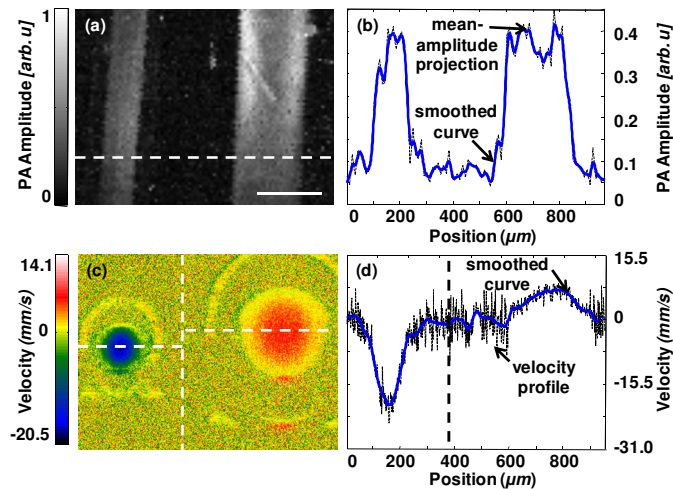 1
0
PA Amplitude [arb. u]
(a)
(b)
mean-
amplitude
projection
smoothed
curve
0.4
0.3
0.2
0.1
0
PA Amplitude [arb. u]
0 200 400 600 800
Position (µm)
14.1
0
-20.5
Velocity (mm/s)
(c)
(d)
smoothed
curve
velocity
profile
15.5
0
-15.5
-31.0
Velocity (mm/s)
0 200 400 600 800
Position (µm)